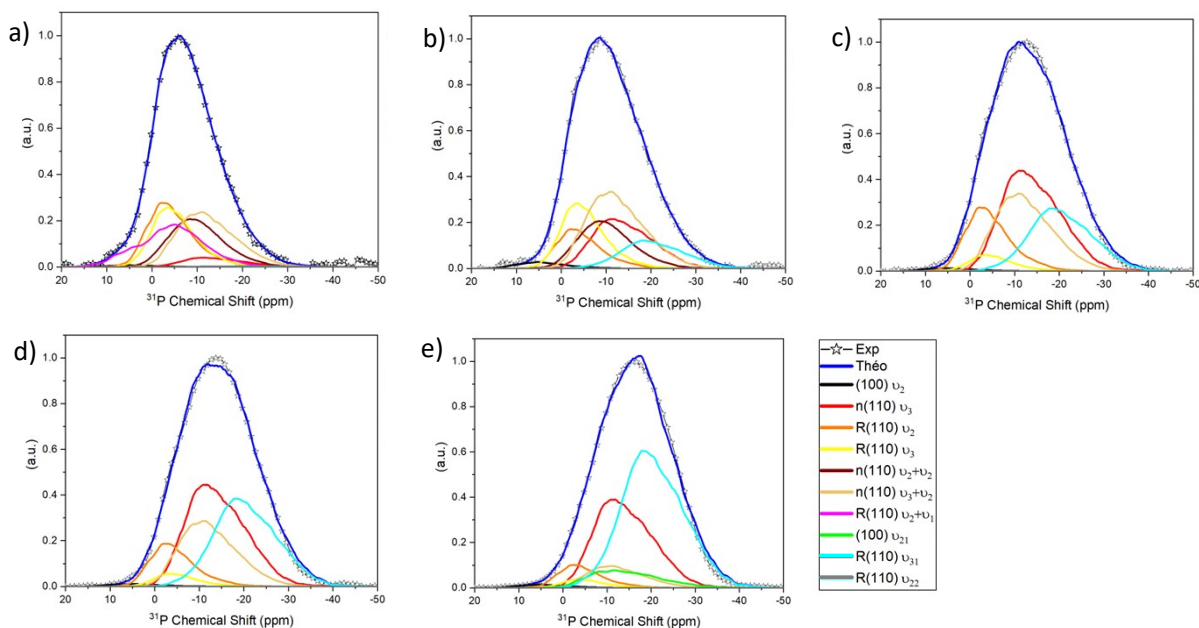 a)
1.0
0.8
0.6
0.4
0.2
0.0
(a.u.)
20 10 0 -10 -20 -30 -40 -50
³¹P Chemical Shift (ppm)
b)
1.0
0.8
0.6
0.4
0.2
0.0
(a.u.)
20 10 0 -10 -20 -30 -40 -50
³¹P Chemical Shift (ppm)
c)
1.0
0.8
0.6
0.4
0.2
0.0
(a.u.)
20 10 0 -10 -20 -30 -40 -50
³¹P Chemical Shift (ppm)
d)
1.0
0.8
0.6
0.4
0.2
0.0
(a.u.)
20 10 0 -10 -20 -30 -40 -50
³¹P Chemical Shift (ppm)
e)
1.0
0.8
0.6
0.4
0.2
0.0
(a.u.)
20 10 0 -10 -20 -30 -40 -50
³¹P Chemical Shift (ppm)
Exp
Théo
(100) υ₂
n(110) υ₃
R(110) υ₂
R(110) υ₃
n(110) υ₂+υ₂
n(110) υ₃+υ₂
R(110) υ₂+υ₁
(100) υ₂₁
R(110) υ₃₁
R(110) υ₂₂